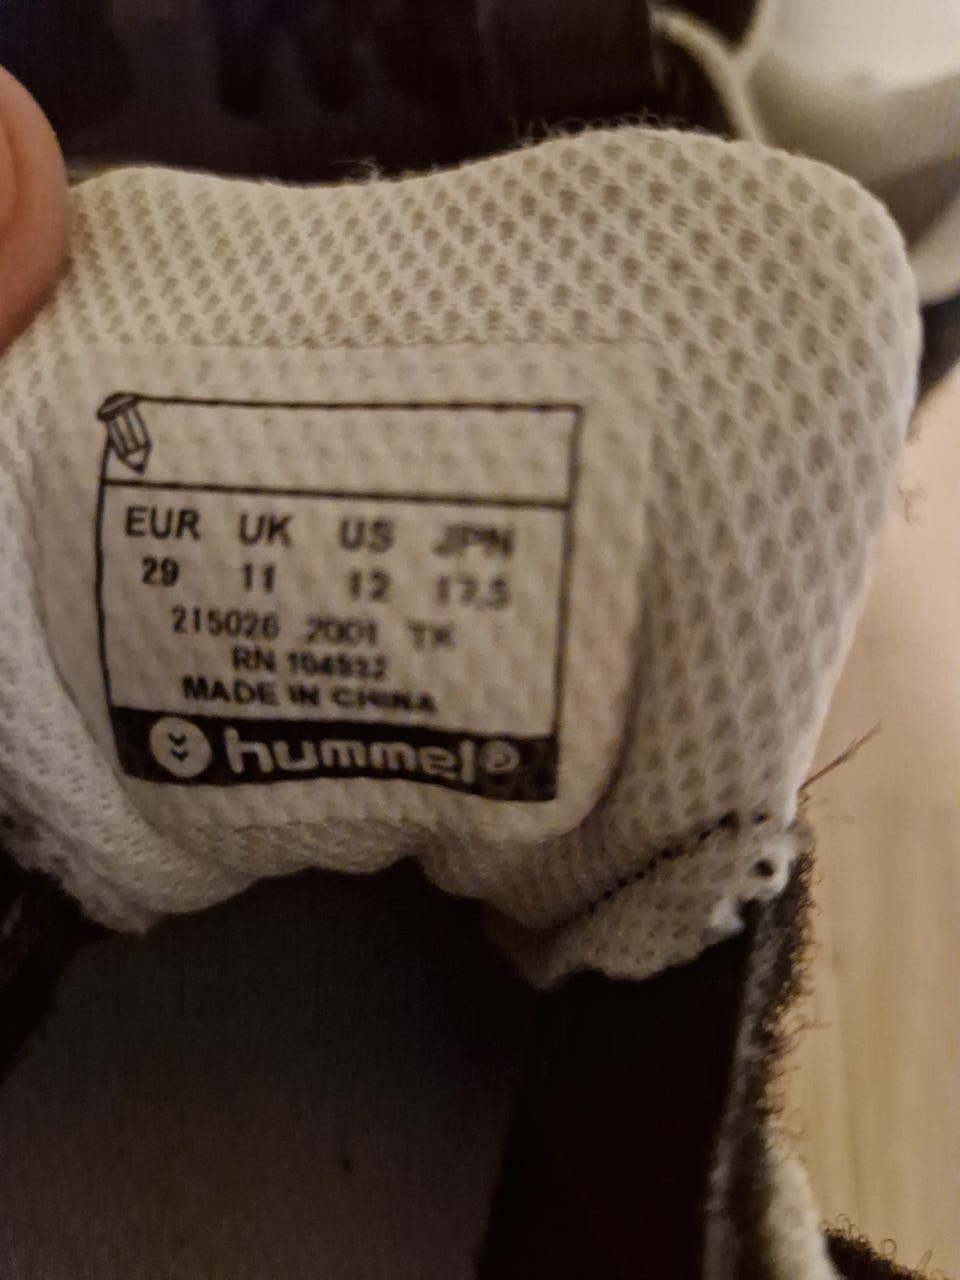 EUR UK US JPN
29 11 12 17,5
215026 2001 TK
RN 104932
MADE IN CHINA
hummel®